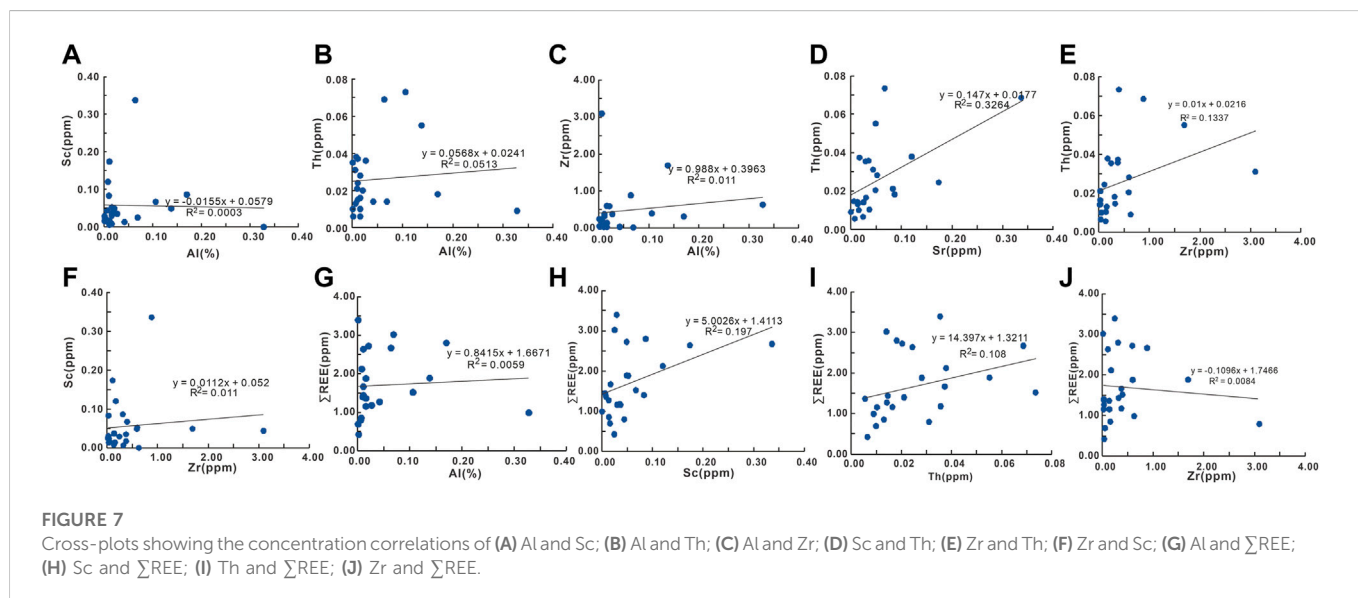 A
Sc(ppm)
0.40
0.30
0.20
0.10
0.00
y = -0.0155x + 0.0579
R² = 0.0003
0.00 0.10 0.20 0.30 0.40
Al(%)
B
Th(ppm)
0.08
0.06
0.04
0.02
0.00
y = 0.0568x + 0.0241
R² = 0.0513
0.00 0.10 0.20 0.30 0.40
Al(%)
C
Zr(ppm)
4.00
3.00
2.00
1.00
0.00
y = 0.988x + 0.3963
R² = 0.011
0.00 0.10 0.20 0.30 0.40
Al(%)
D
Th(ppm)
0.08
0.06
0.04
0.02
0.00
y = 0.147x + 0.0177
R² = 0.3264
0.00 0.10 0.20 0.30 0.40
Sr(ppm)
E
Th(ppm)
0.08
0.06
0.04
0.02
0.00
y = 0.01x + 0.0216
R² = 0.1337
0.00 1.00 2.00 3.00 4.00
Zr(ppm)
F
Sc(ppm)
0.40
0.30
0.20
0.10
0.00
y = 0.0112x + 0.052
R² = 0.011
0.00 1.00 2.00 3.00 4.00
Zr(ppm)
G
∑REE(ppm)
4.00
3.00
2.00
1.00
0.00
y = 0.8415x + 1.6671
R² = 0.0059
0.00 0.10 0.20 0.30 0.40
Al(%)
H
∑REE(ppm)
4.00
3.00
2.00
1.00
0.00
y = 5.0026x + 1.4113
R² = 0.197
0.00 0.10 0.20 0.30 0.40
Sc(ppm)
I
∑REE(ppm)
4.00
3.00
2.00
1.00
0.00
y = 14.397x + 1.3211
R² = 0.108
0.00 0.02 0.04 0.06 0.08
Th(ppm)
J
∑REE(ppm)
4.00
3.00
2.00
1.00
0.00
y = -0.1096x + 1.7466
R² = 0.0084
0.00 1.00 2.00 3.00 4.00
Zr(ppm)
FIGURE 7
Cross-plots showing the concentration correlations of (A) Al and Sc; (B) Al and Th; (C) Al and Zr; (D) Sc and Th; (E) Zr and Th; (F) Zr and Sc; (G) Al and ∑REE;
(H) Sc and ∑REE; (I) Th and ∑REE; (J) Zr and ∑REE.